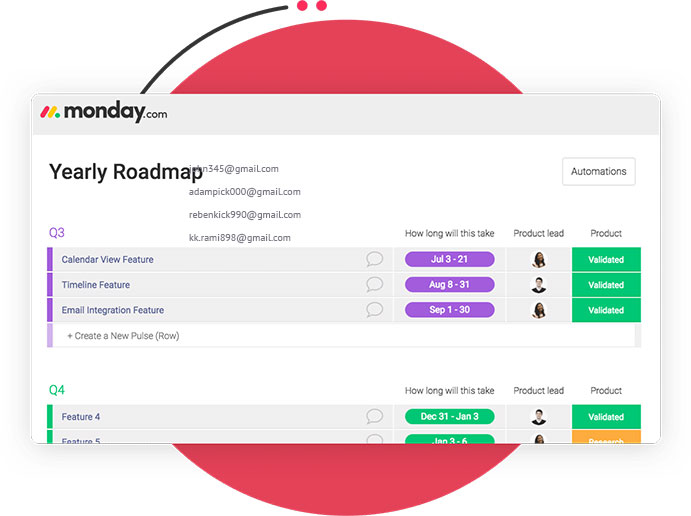 monday.com
Yearly Roadmap
john345@gmail.com
Automations
adampick000@gmail.com
rebenkick990@gmail.com
kk.rami898@gmail.com
Q3 How long will this take Product lead Product
Calendar View Feature Jul 3 - 21 Validated
Timeline Feature Aug 8 - 31 Validated
Email Integration Feature Sep 1 - 30 Validated
+ Create a New Pulse (Row)
Q4 How long will this take Product lead Product
Feature 4 Dec 31 - Jan 3 Validated
Feature 5 Jan 3 - 6 Research